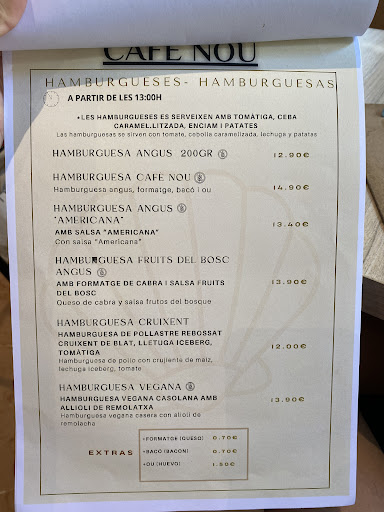 CAFE NOU
HAMBURGUESES- HAMBURGUESAS
A PARTIR DE LES 13:00H
•LES HAMBURGUESES ES SERVEIXEN AMB TOMÀTIGA, CEBA
CARAMEL.LITZADA, ENCIAM I PATATES
Las hamburguesas se sirven con tomate, cebolla caramelizada, lechuga y patatas
HAMBURGUESA ANGUS 200GR 12.90€
HAMBURGUESA CAFE NOU 14.90€
Hamburguesa angus, formatge, bacó i ou
HAMBURGUESA ANGUS
"AMERICANA" 13.40€
AMB SALSA "AMERICANA"
Con salsa "Americana"
HAMBURGUESA FRUITS DEL BOSC
ANGUS
AMB FORMATGE DE CABRA I SALSA FRUITS 13.90€
DEL BOSC
Queso de cabra y salsa frutos del bosque
HAMBURGUESA CRUIXENT
HAMBURGUESA DE POLLASTRE REBOSSAT
CRUIXENT DE BLAT, LLETUGA ICEBERG, 12.00€
TOMÀTIGA
Hamburguesa de pollo con crujiente de maiz,
lechuga iceberg, tomate
HAMBURGUESA VEGANA
HAMBURGUESA VEGANA CASOLANA AMB 13.90€
ALLIOLI DE REMOLATXA
Hamburguesa vegana casera con alioli de
remolacha
+FORMATGE (QUESO) 0.70€
EXTRAS +BACÓ (BACON) 0.70€
+OU (HUEVO) 1.50€